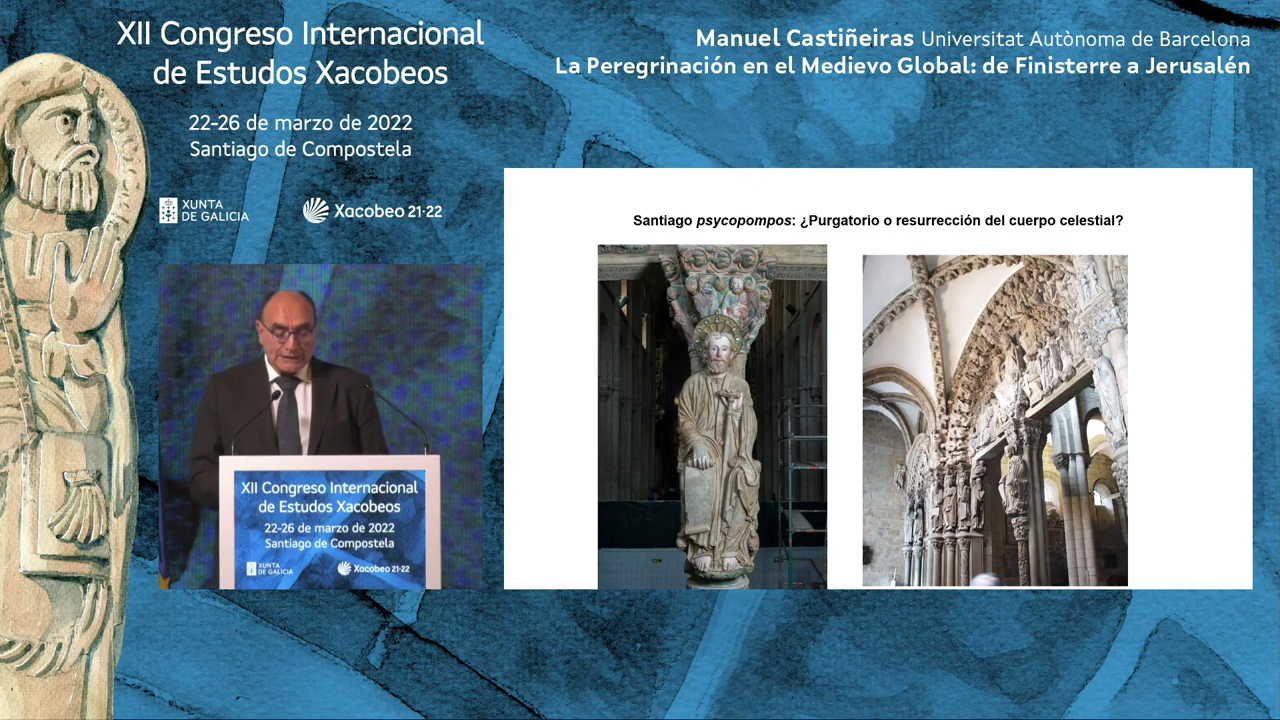 XII Congreso Internacional
de Estudos Xacobeos
22-26 de marzo de 2022
Santiago de Compostela
XUNTA
DE GALICIA
Xacobeo 21·22
Manuel Castiñeiras Universitat Autònoma de Barcelona
La Peregrinación en el Medievo Global: de Finisterre a Jerusalén
Santiago psycopompos: ¿Purgatorio o resurrección del cuerpo celestial?
XII Congreso Internacional
de Estudos Xacobeos
22-26 de marzo de 2022
Santiago de Compostela
XUNTA
DE GALICIA
Xacobeo 21·22